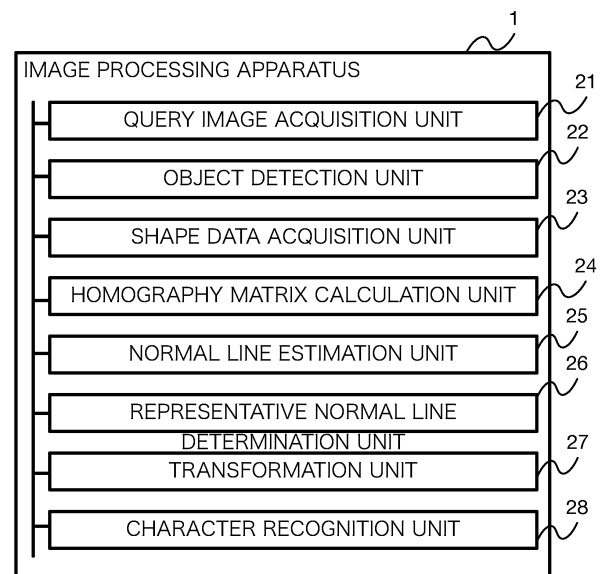 1
IMAGE PROCESSING APPARATUS
21
QUERY IMAGE ACQUISITION UNIT
22
OBJECT DETECTION UNIT
23
SHAPE DATA ACQUISITION UNIT
24
HOMOGRAPHY MATRIX CALCULATION UNIT
25
NORMAL LINE ESTIMATION UNIT
26
REPRESENTATIVE NORMAL LINE
DETERMINATION UNIT
27
TRANSFORMATION UNIT
28
CHARACTER RECOGNITION UNIT